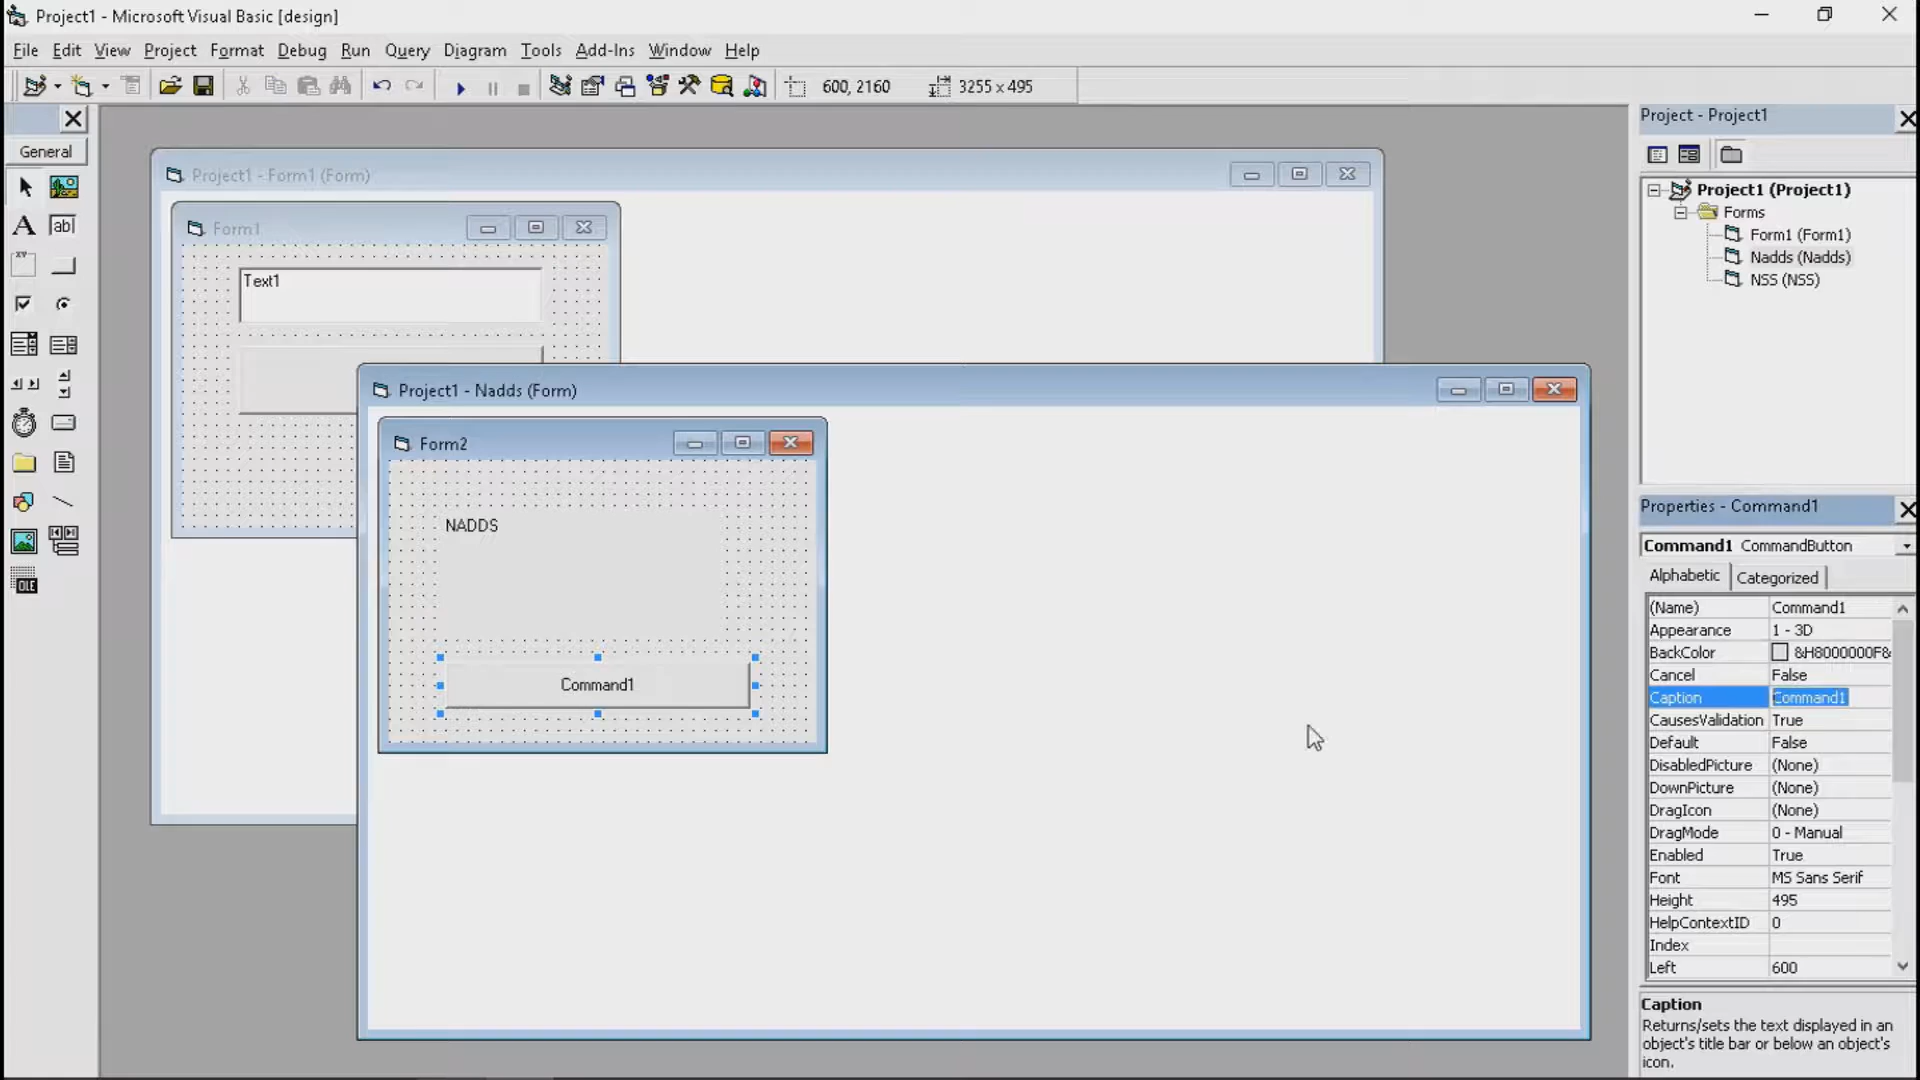 Project1 - Microsoft Visual Basic [design]
File Edit View Project Format Debug Run Query Diagram Tools Add-Ins Window Help
600, 2160 3255 x 495
General
A
ab|
XY
OLE
Project1 - Form1 (Form)
Form1
Text1
Project1 - Nadds (Form)
Form2
NADDS
Command1
Project - Project1
Project1 (Project1)
Forms
Form1 (Form1)
Nadds (Nadds)
NSS (NSS)
Properties - Command1
Command1 CommandButton
Alphabetic Categorized
(Name) Command1
Appearance 1 - 3D
BackColor &H8000000F&
Cancel False
Caption Command1
CausesValidation True
Default False
DisabledPicture (None)
DownPicture (None)
DragIcon (None)
DragMode 0 - Manual
Enabled True
Font MS Sans Serif
Height 495
HelpContextID 0
Index
Left 600
Caption
Returns/sets the text displayed in an
object's title bar or below an object's
icon.